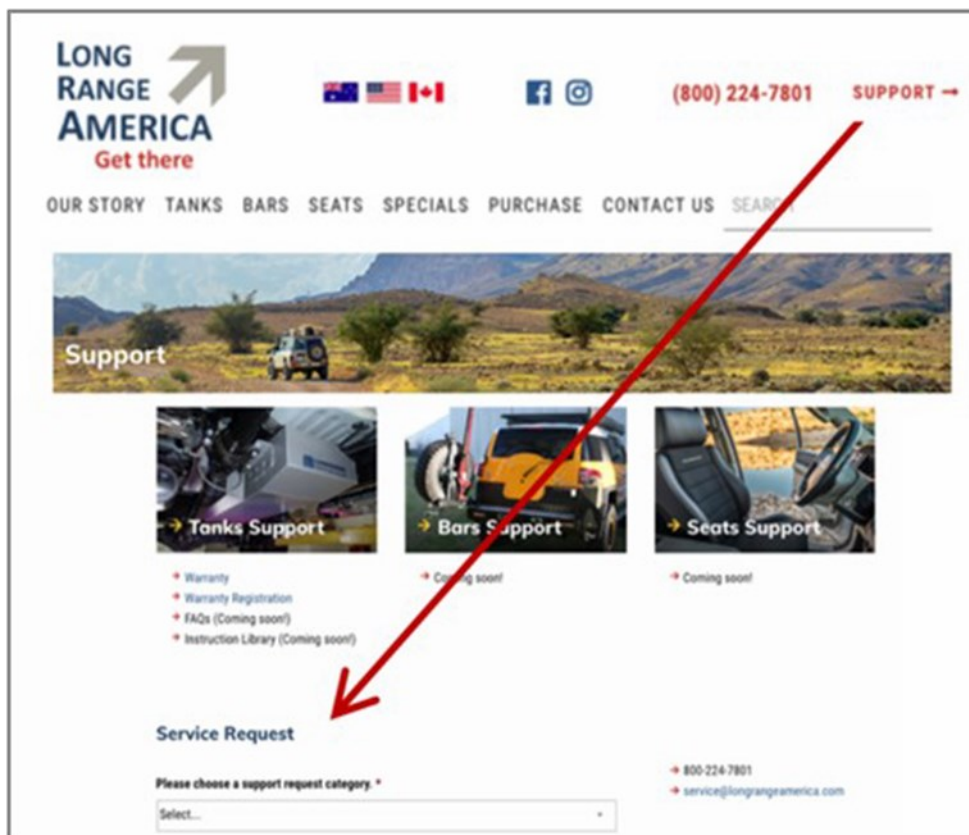 LONG
RANGE
AMERICA
Get there
(800) 224-7801 SUPPORT →
OUR STORY TANKS BARS SEATS SPECIALS PURCHASE CONTACT US SEARCH
Support
→ Tanks Support → Bars Support → Seats Support
→ Warranty → Coming soon! → Coming soon!
→ Warranty Registration
→ FAQs (Coming soon!)
→ Instruction Library (Coming soon!)
Service Request
→ 800-224-7801
Please choose a support request category. *
→ service@longrangeamerica.com
Select...